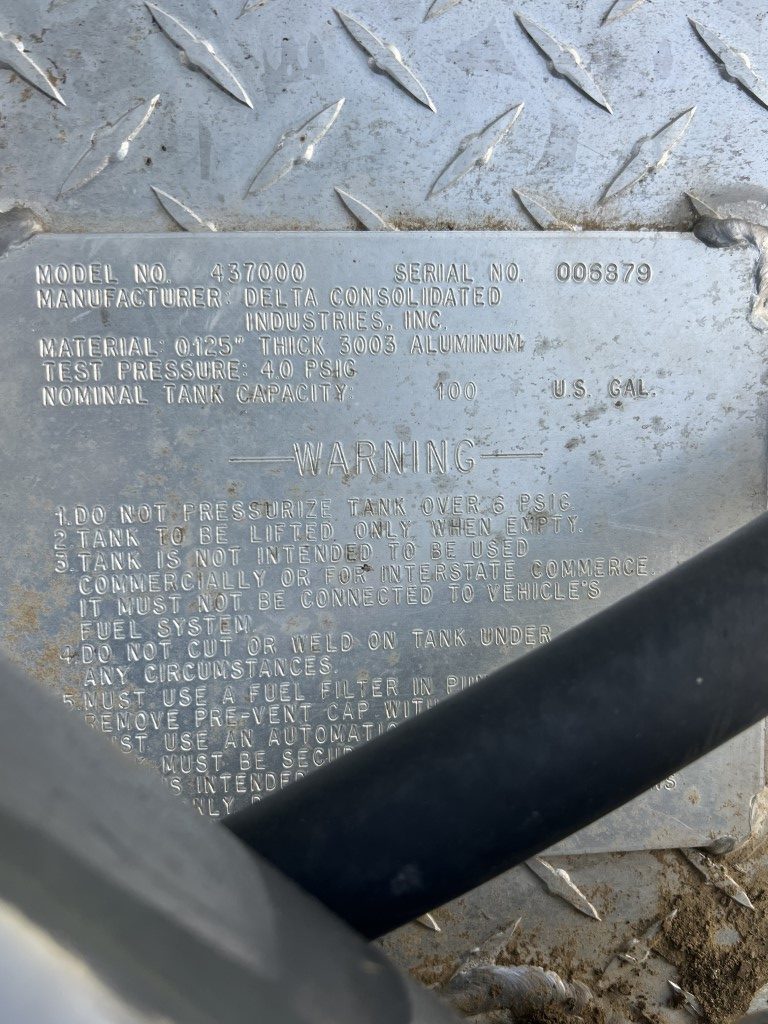 MODEL NO. 437000 SERIAL NO. 006879
MANUFACTURER: DELTA CONSOLIDATED
INDUSTRIES, INC.
MATERIAL: 0.125" THICK 3003 ALUMINUM
TEST PRESSURE: 4.0 PSIG
NOMINAL TANK CAPACITY: 100 U.S. GAL.
WARNING
1. DO NOT PRESSURIZE TANK OVER 6 PSIG.
2. TANK TO BE LIFTED ONLY WHEN EMPTY.
3. TANK IS NOT INTENDED TO BE USED
COMMERCIALLY OR FOR INTERSTATE COMMERCE.
IT MUST NOT BE CONNECTED TO VEHICLE'S
FUEL SYSTEM.
4. DO NOT CUT OR WELD ON TANK UNDER
ANY CIRCUMSTANCES.
5. MUST USE A FUEL FILTER IN
REMOVE PRE-VENT CAP
USE AN
MUST BE